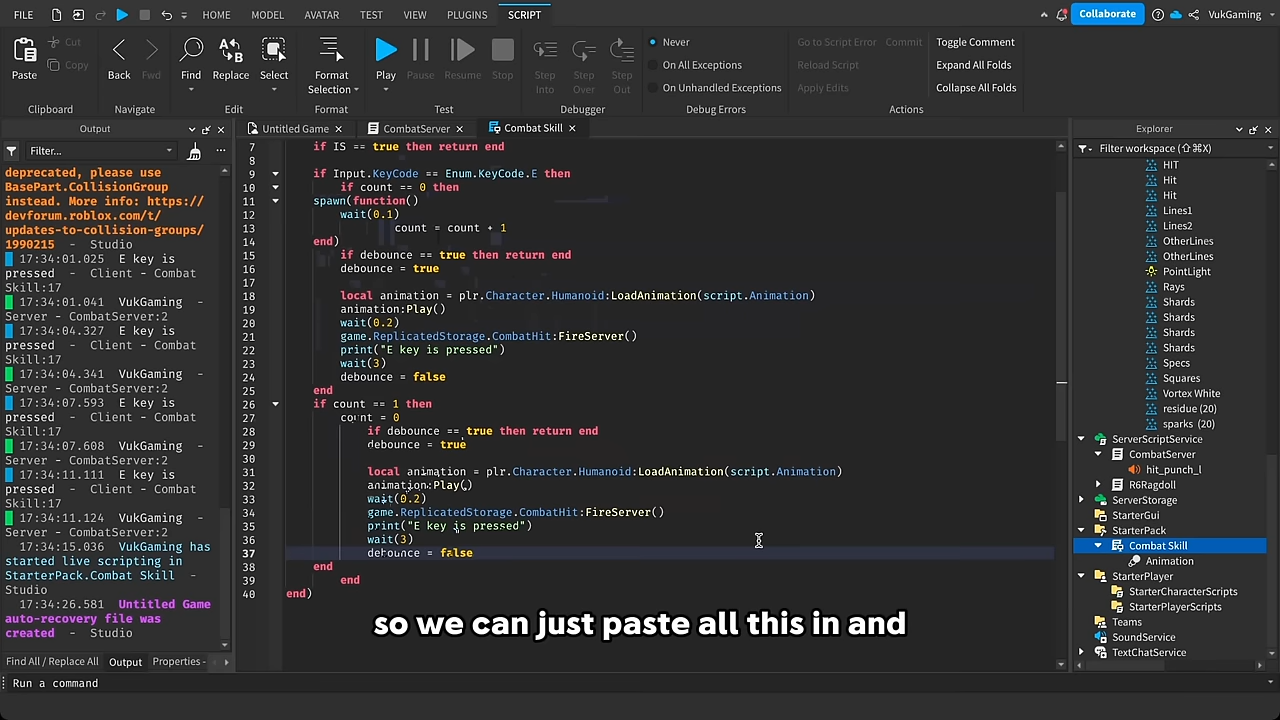 FILE HOME MODEL AVATAR TEST VIEW PLUGINS SCRIPT Collaborate VukGaming
Paste Cut Copy Back Fwd Find Replace Select Format Selection Play Pause Resume Stop Step Into Step Over Step Out
Never
On All Exceptions
On Unhandled Exceptions
Go to Script Error Commit
Reload Script
Apply Edits
Toggle Comment
Expand All Folds
Collapse All Folds
Clipboard Navigate Edit Format Test Debugger Debug Errors Actions
Output
Filter...
deprecated, please use
BasePart.CollisionGroup
instead. More info: https://
devforum.roblox.com/t/
updates-to-collision-groups/
1990215 - Studio
17:34:01.025 E key is
pressed - Client - Combat
Skill:17
17:34:01.041 VukGaming -
Server - CombatServer:2
17:34:04.327 E key is
pressed - Client - Combat
Skill:17
17:34:04.341 VukGaming -
Server - CombatServer:2
17:34:07.593 E key is
pressed - Client - Combat
Skill:17
17:34:07.608 VukGaming -
Server - CombatServer:2
17:34:11.111 E key is
pressed - Client - Combat
Skill:17
17:34:11.124 VukGaming -
Server - CombatServer:2
17:34:15.036 VukGaming has
started live scripting in
StarterPack.Combat Skill -
Studio
17:34:26.581 Untitled Game
auto-recovery file was
created - Studio
Find All / Replace All Output Properties -
Untitled Game CombatServer Combat Skill
7 if IS == true then return end
8
9 if Input.KeyCode == Enum.KeyCode.E then
10 if count == 0 then
11 spawn(function()
12 wait(0.1)
13 count = count + 1
14 end)
15 if debounce == true then return end
16 debounce = true
17
18 local animation = plr.Character.Humanoid:LoadAnimation(script.Animation)
19 animation:Play()
20 wait(0.2)
21 game.ReplicatedStorage.CombatHit:FireServer()
22 print("E key is pressed")
23 wait(3)
24 debounce = false
25 end
26 if count == 1 then
27 count = 0
28 if debounce == true then return end
29 debounce = true
30
31 local animation = plr.Character.Humanoid:LoadAnimation(script.Animation)
32 animation:Play()
33 wait(0.2)
34 game.ReplicatedStorage.CombatHit:FireServer()
35 print("E key is pressed")
36 wait(3)
37 debounce = false
38 end
39 end
40 end)
so we can just paste all this in and
Explorer
Filter workspace (⇧⌘X)
HIT
Hit
Hit
Lines1
Lines2
OtherLines
OtherLines
PointLight
Rays
Shards
Shards
Shards
Shards
Specs
Squares
Vortex White
residue (20)
sparks (20)
ServerScriptService
CombatServer
hit_punch_l
R6Ragdoll
ServerStorage
StarterGui
StarterPack
Combat Skill
Animation
StarterPlayer
StarterCharacterScripts
StarterPlayerScripts
Teams
SoundService
TextChatService
Run a command